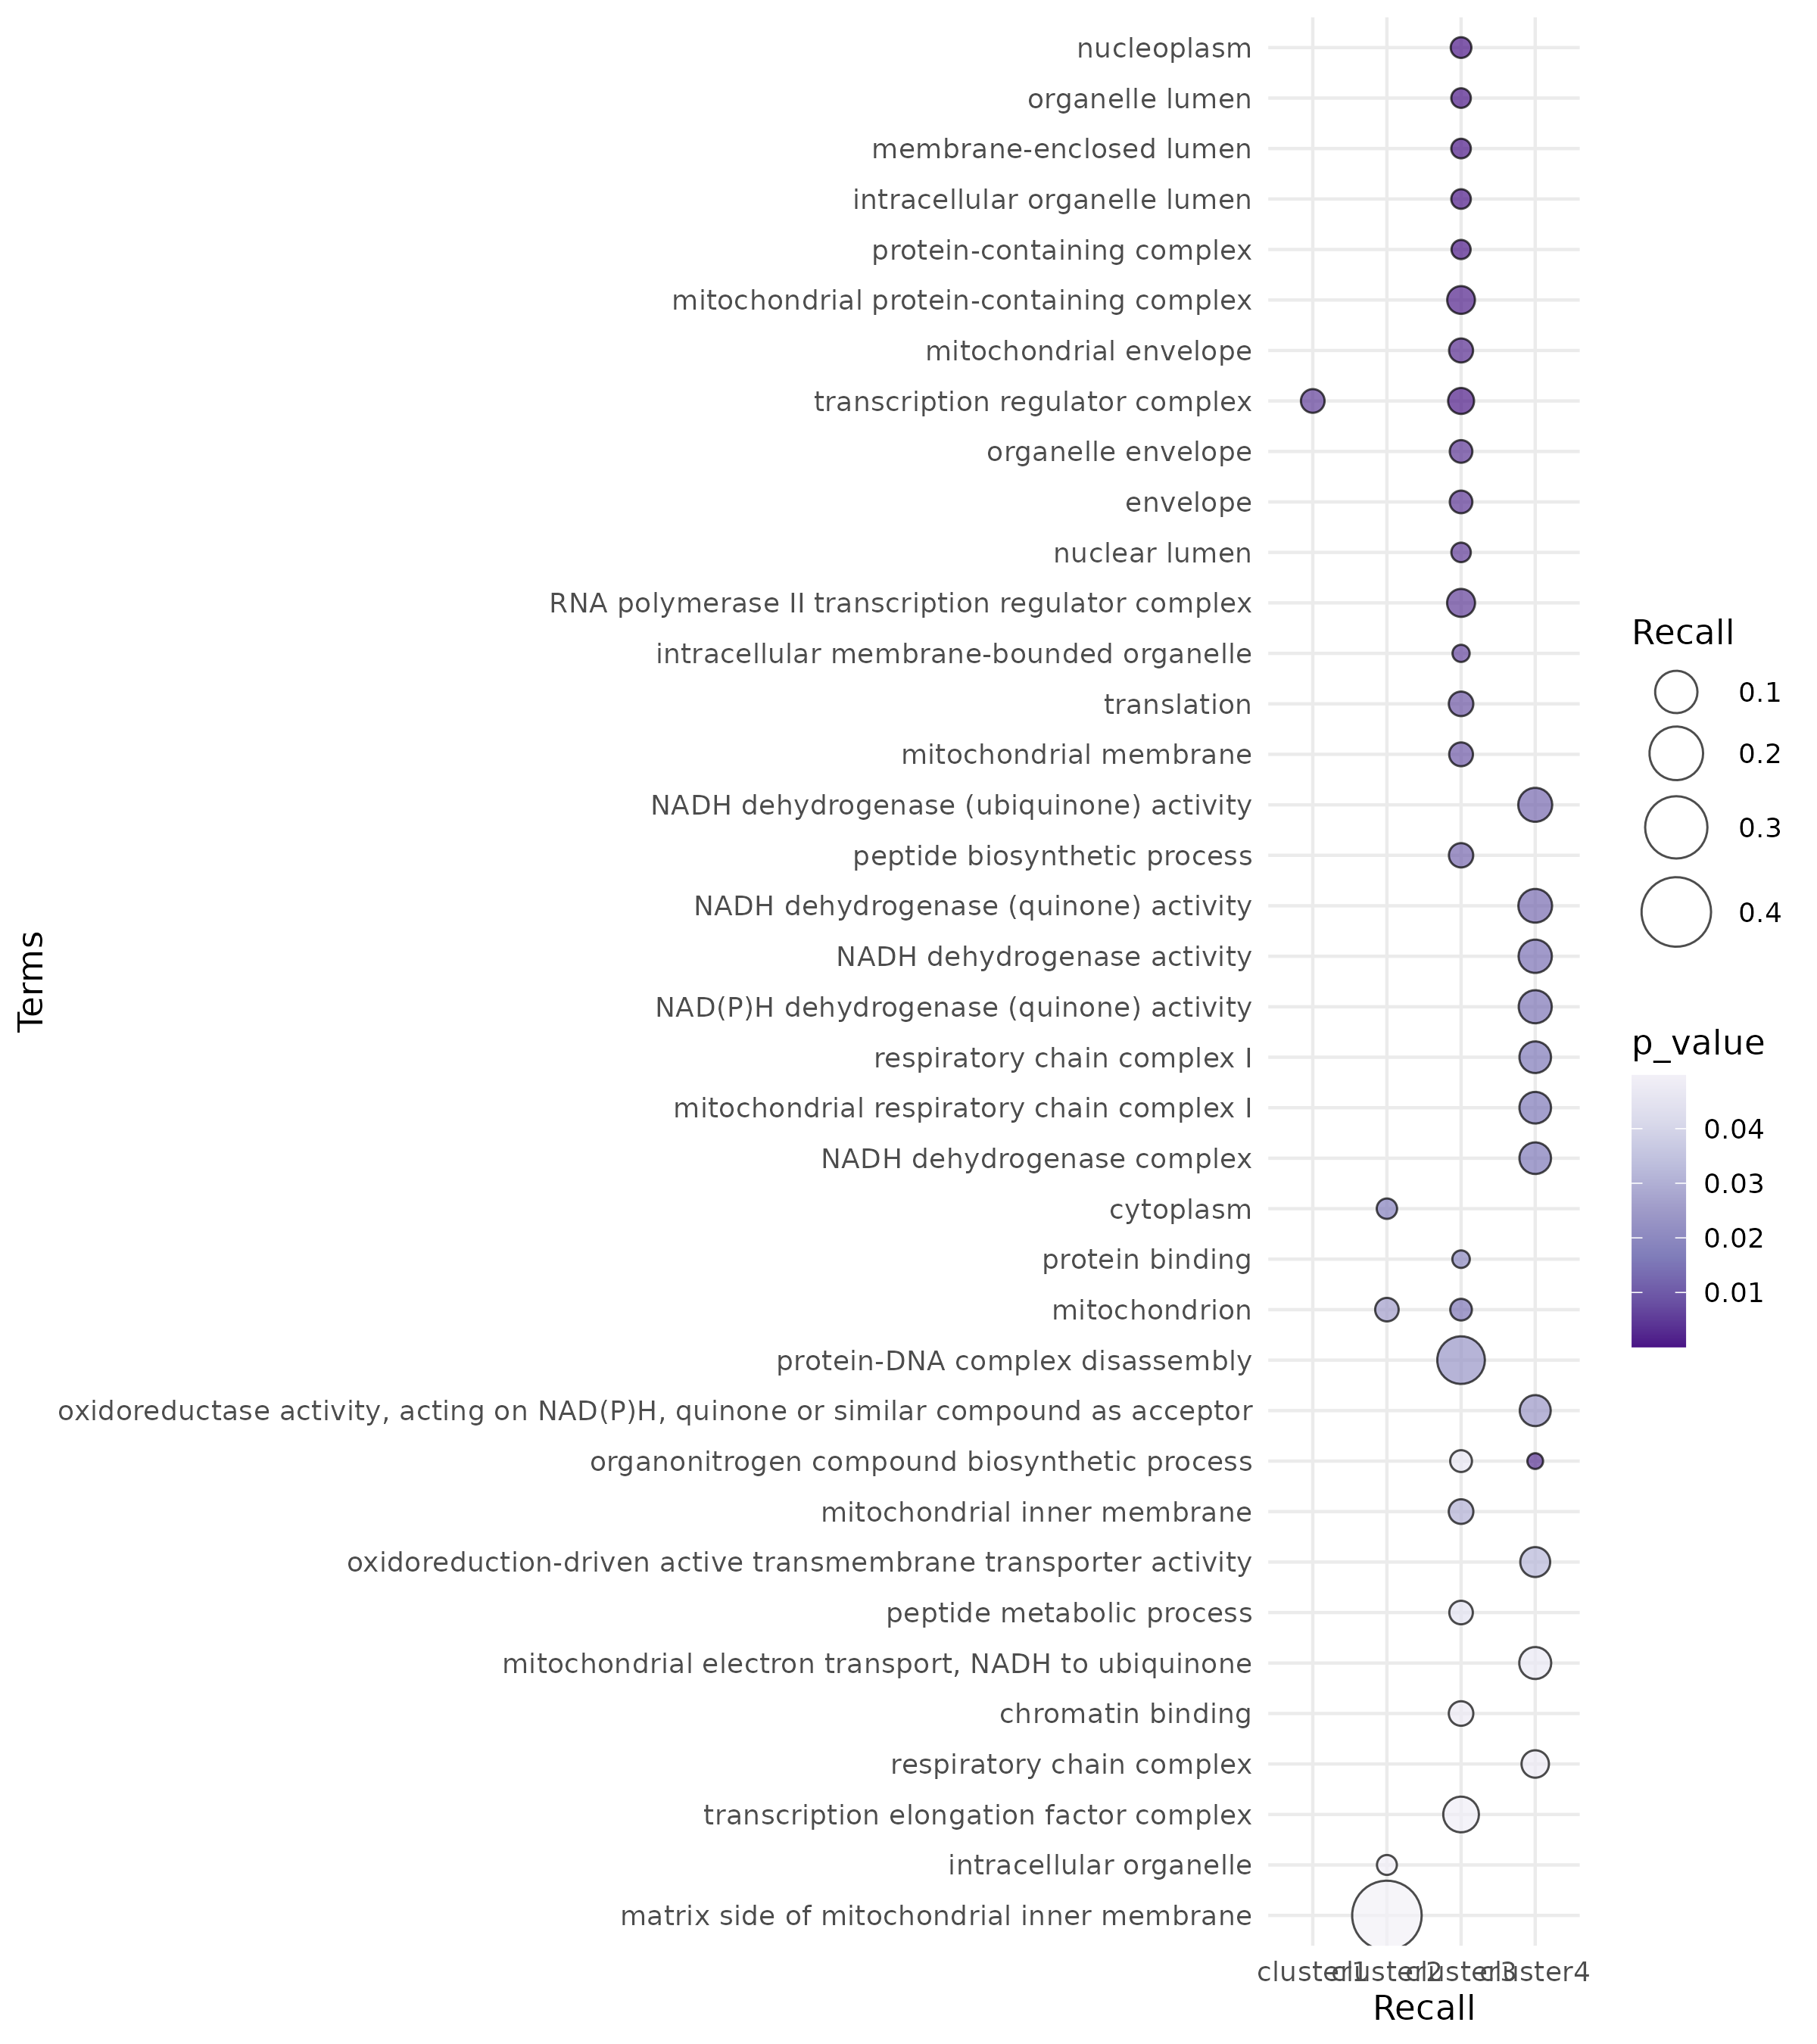 nucleoplasm
organelle lumen
membrane-enclosed lumen
intracellular organelle lumen
protein-containing complex
mitochondrial protein-containing complex
mitochondrial envelope
transcription regulator complex
organelle envelope
envelope
nuclear lumen
RNA polymerase II transcription regulator complex
intracellular membrane-bounded organelle
translation
mitochondrial membrane
NADH dehydrogenase (ubiquinone) activity
peptide biosynthetic process
NADH dehydrogenase (quinone) activity
NADH dehydrogenase activity
NAD(P)H dehydrogenase (quinone) activity
respiratory chain complex I
mitochondrial respiratory chain complex I
NADH dehydrogenase complex
cytoplasm
protein binding
mitochondrion
protein-DNA complex disassembly
oxidoreductase activity, acting on NAD(P)H, quinone or similar compound as acceptor
organonitrogen compound biosynthetic process
mitochondrial inner membrane
oxidoreduction-driven active transmembrane transporter activity
peptide metabolic process
mitochondrial electron transport, NADH to ubiquinone
chromatin binding
respiratory chain complex
transcription elongation factor complex
intracellular organelle
matrix side of mitochondrial inner membrane
Terms
cluster1 cluster2 cluster3 cluster4
Recall
Recall
0.1
0.2
0.3
0.4
p_value
0.04
0.03
0.02
0.01